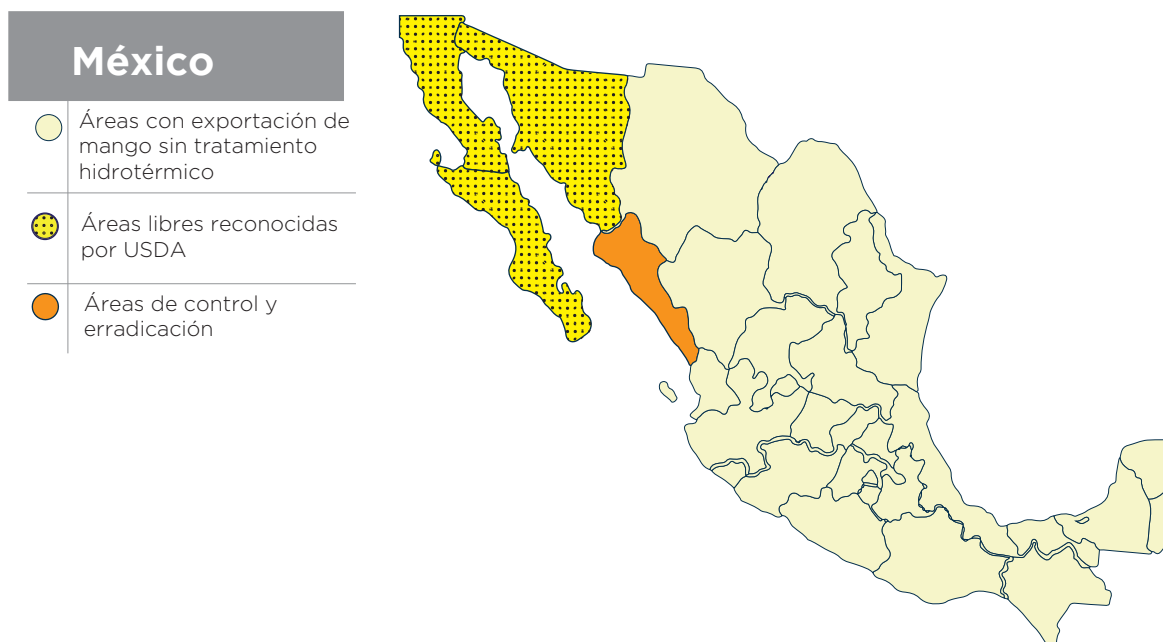 México
Áreas con exportación de
mango sin tratamiento
hidrotérmico
Áreas libres reconocidas
por USDA
Áreas de control y
erradicación